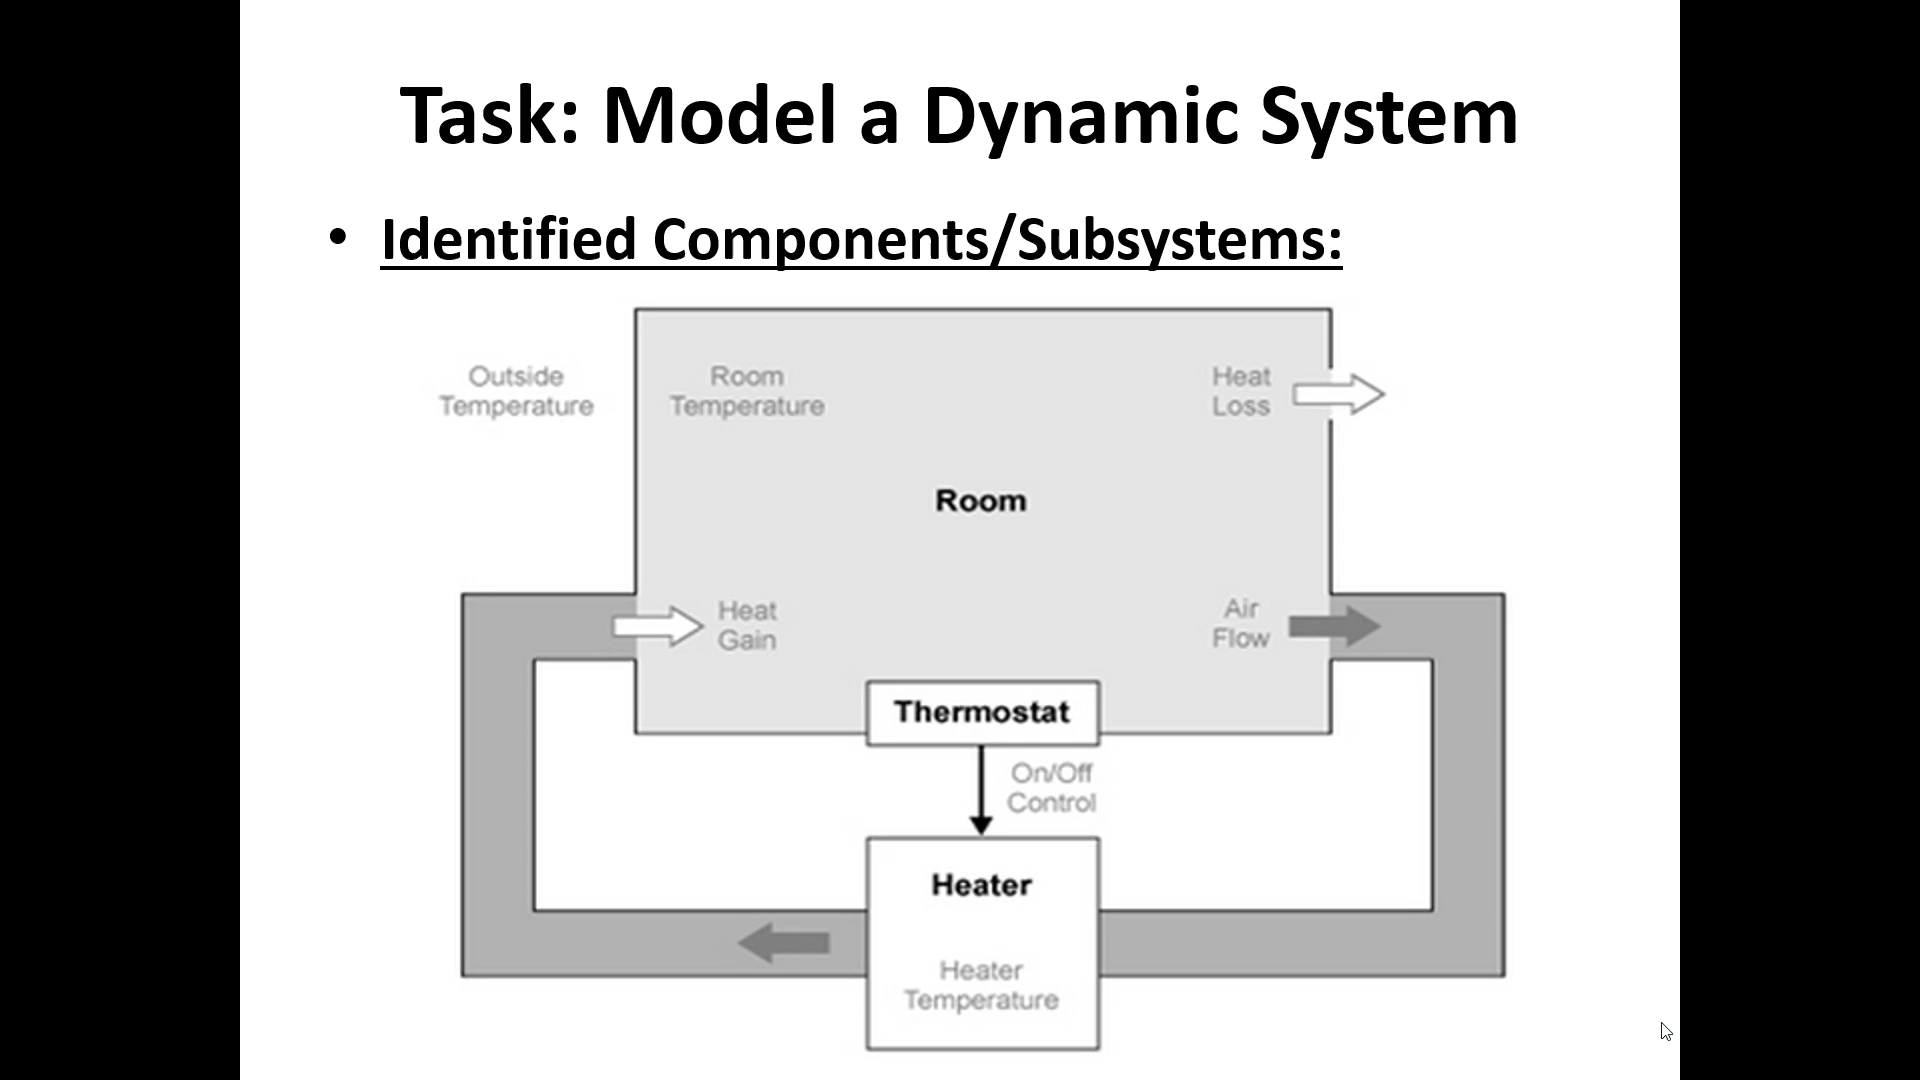 Task: Model a Dynamic System
• Identified Components/Subsystems:
Outside
Temperature
Room
Temperature
Heat
Loss
Room
Heat
Gain
Air
Flow
Thermostat
On/Off
Control
Heater
Heater
Temperature